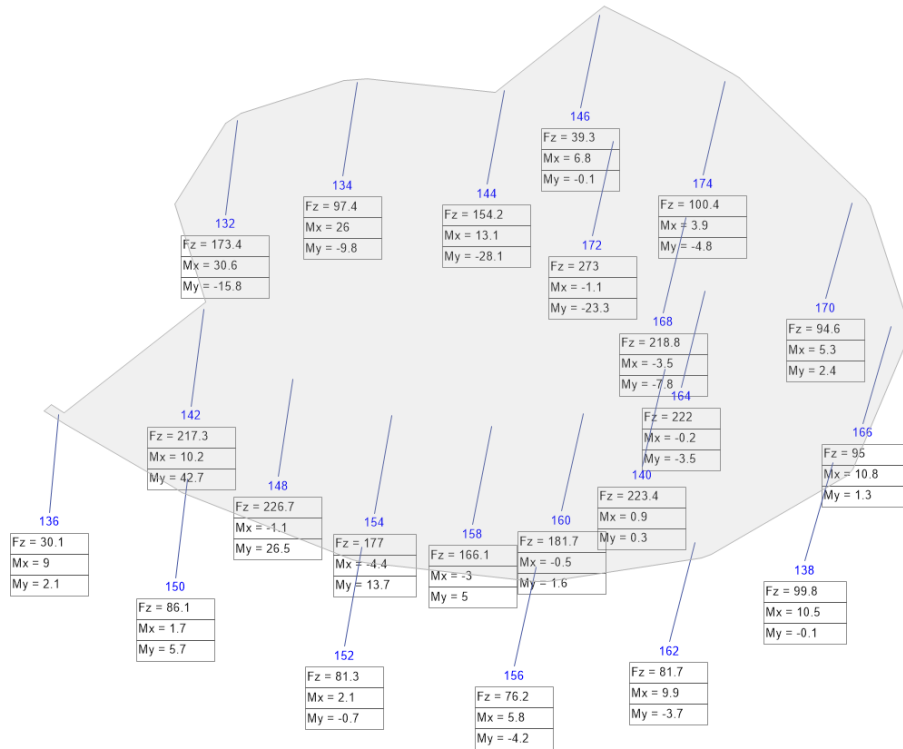 146
Fz = 39.3
Mx = 6.8
My = -0.1
134
Fz = 97.4
Mx = 26
My = -9.8
174
Fz = 100.4
Mx = 3.9
My = -4.8
144
Fz = 154.2
Mx = 13.1
My = -28.1
132
Fz = 173.4
Mx = 30.6
My = -15.8
172
Fz = 273
Mx = -1.1
My = -23.3
170
Fz = 94.6
Mx = 5.3
My = 2.4
168
Fz = 218.8
Mx = -3.5
My = -7.8
164
Fz = 222
Mx = -0.2
My = -3.5
142
Fz = 217.3
Mx = 10.2
My = 42.7
166
Fz = 95
Mx = 10.8
My = 1.3
140
Fz = 223.4
Mx = 0.9
My = 0.3
148
Fz = 226.7
Mx = -1.1
My = 26.5
136
Fz = 30.1
Mx = 9
My = 2.1
154
Fz = 177
Mx = -4.4
My = 13.7
158
Fz = 166.1
Mx = -3
My = 5
160
Fz = 181.7
Mx = -0.5
My = 1.6
138
Fz = 99.8
Mx = 10.5
My = -0.1
150
Fz = 86.1
Mx = 1.7
My = 5.7
152
Fz = 81.3
Mx = 2.1
My = -0.7
162
Fz = 81.7
Mx = 9.9
My = -3.7
156
Fz = 76.2
Mx = 5.8
My = -4.2